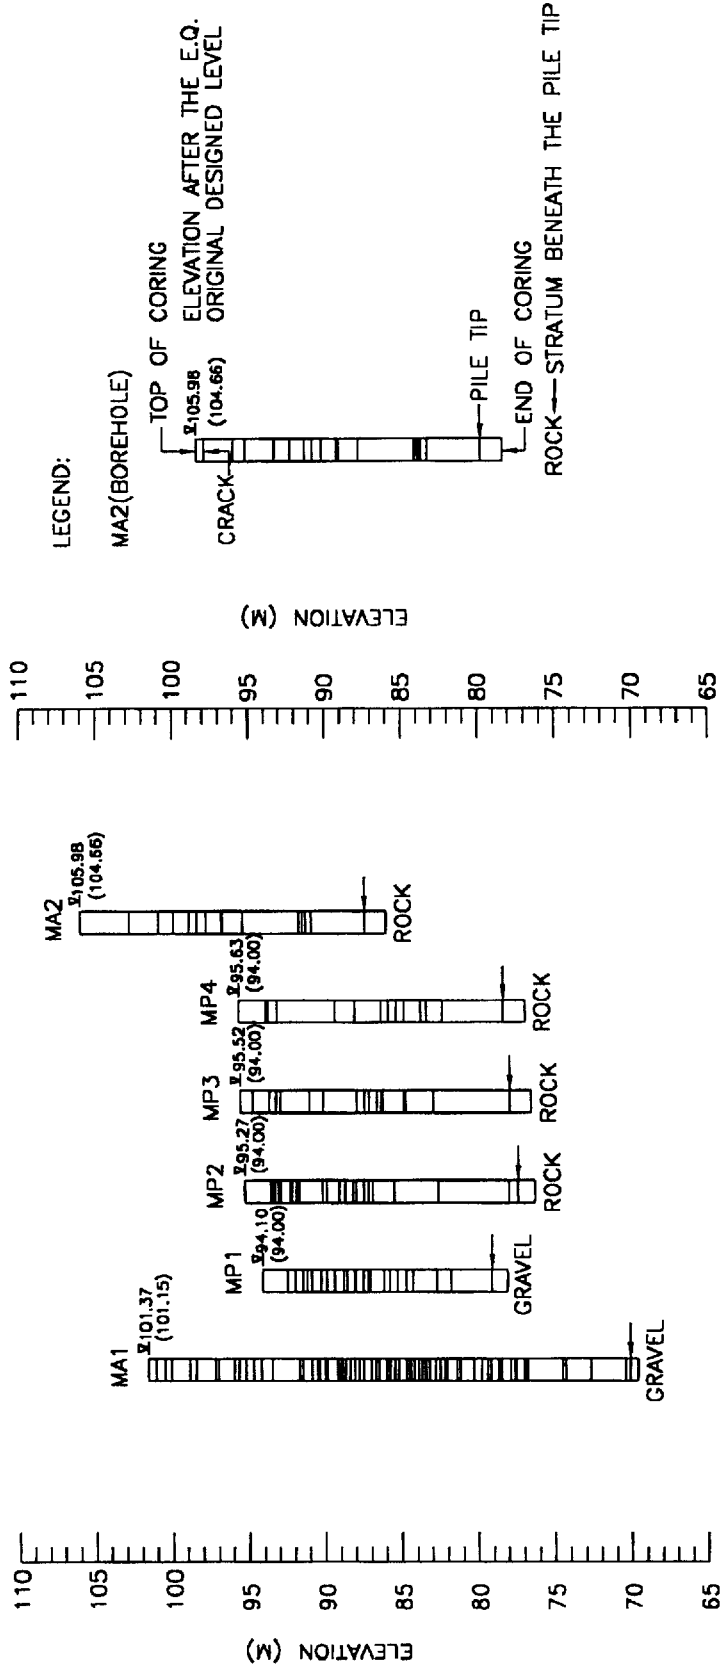 ELEVATION (M)
110
105
100
95
90
85
80
75
70
65
MA1
101.37
(101.15)
GRAVEL
MP1
94.10
(94.00)
GRAVEL
MP2
95.27
(94.00)
ROCK
MP3
95.52
(94.00)
ROCK
MP4
95.63
(94.00)
ROCK
MA2
105.98
(104.66)
ROCK
110
105
100
95
90
85
80
75
70
65
ELEVATION (M)
LEGEND:
MA2(BOREHOLE)
TOP OF CORING
105.98 ELEVATION AFTER THE E.Q.
(104.66) ORIGINAL DESIGNED LEVEL
CRACK
PILE TIP
END OF CORING
ROCK STRATUM BENEATH THE PILE TIP